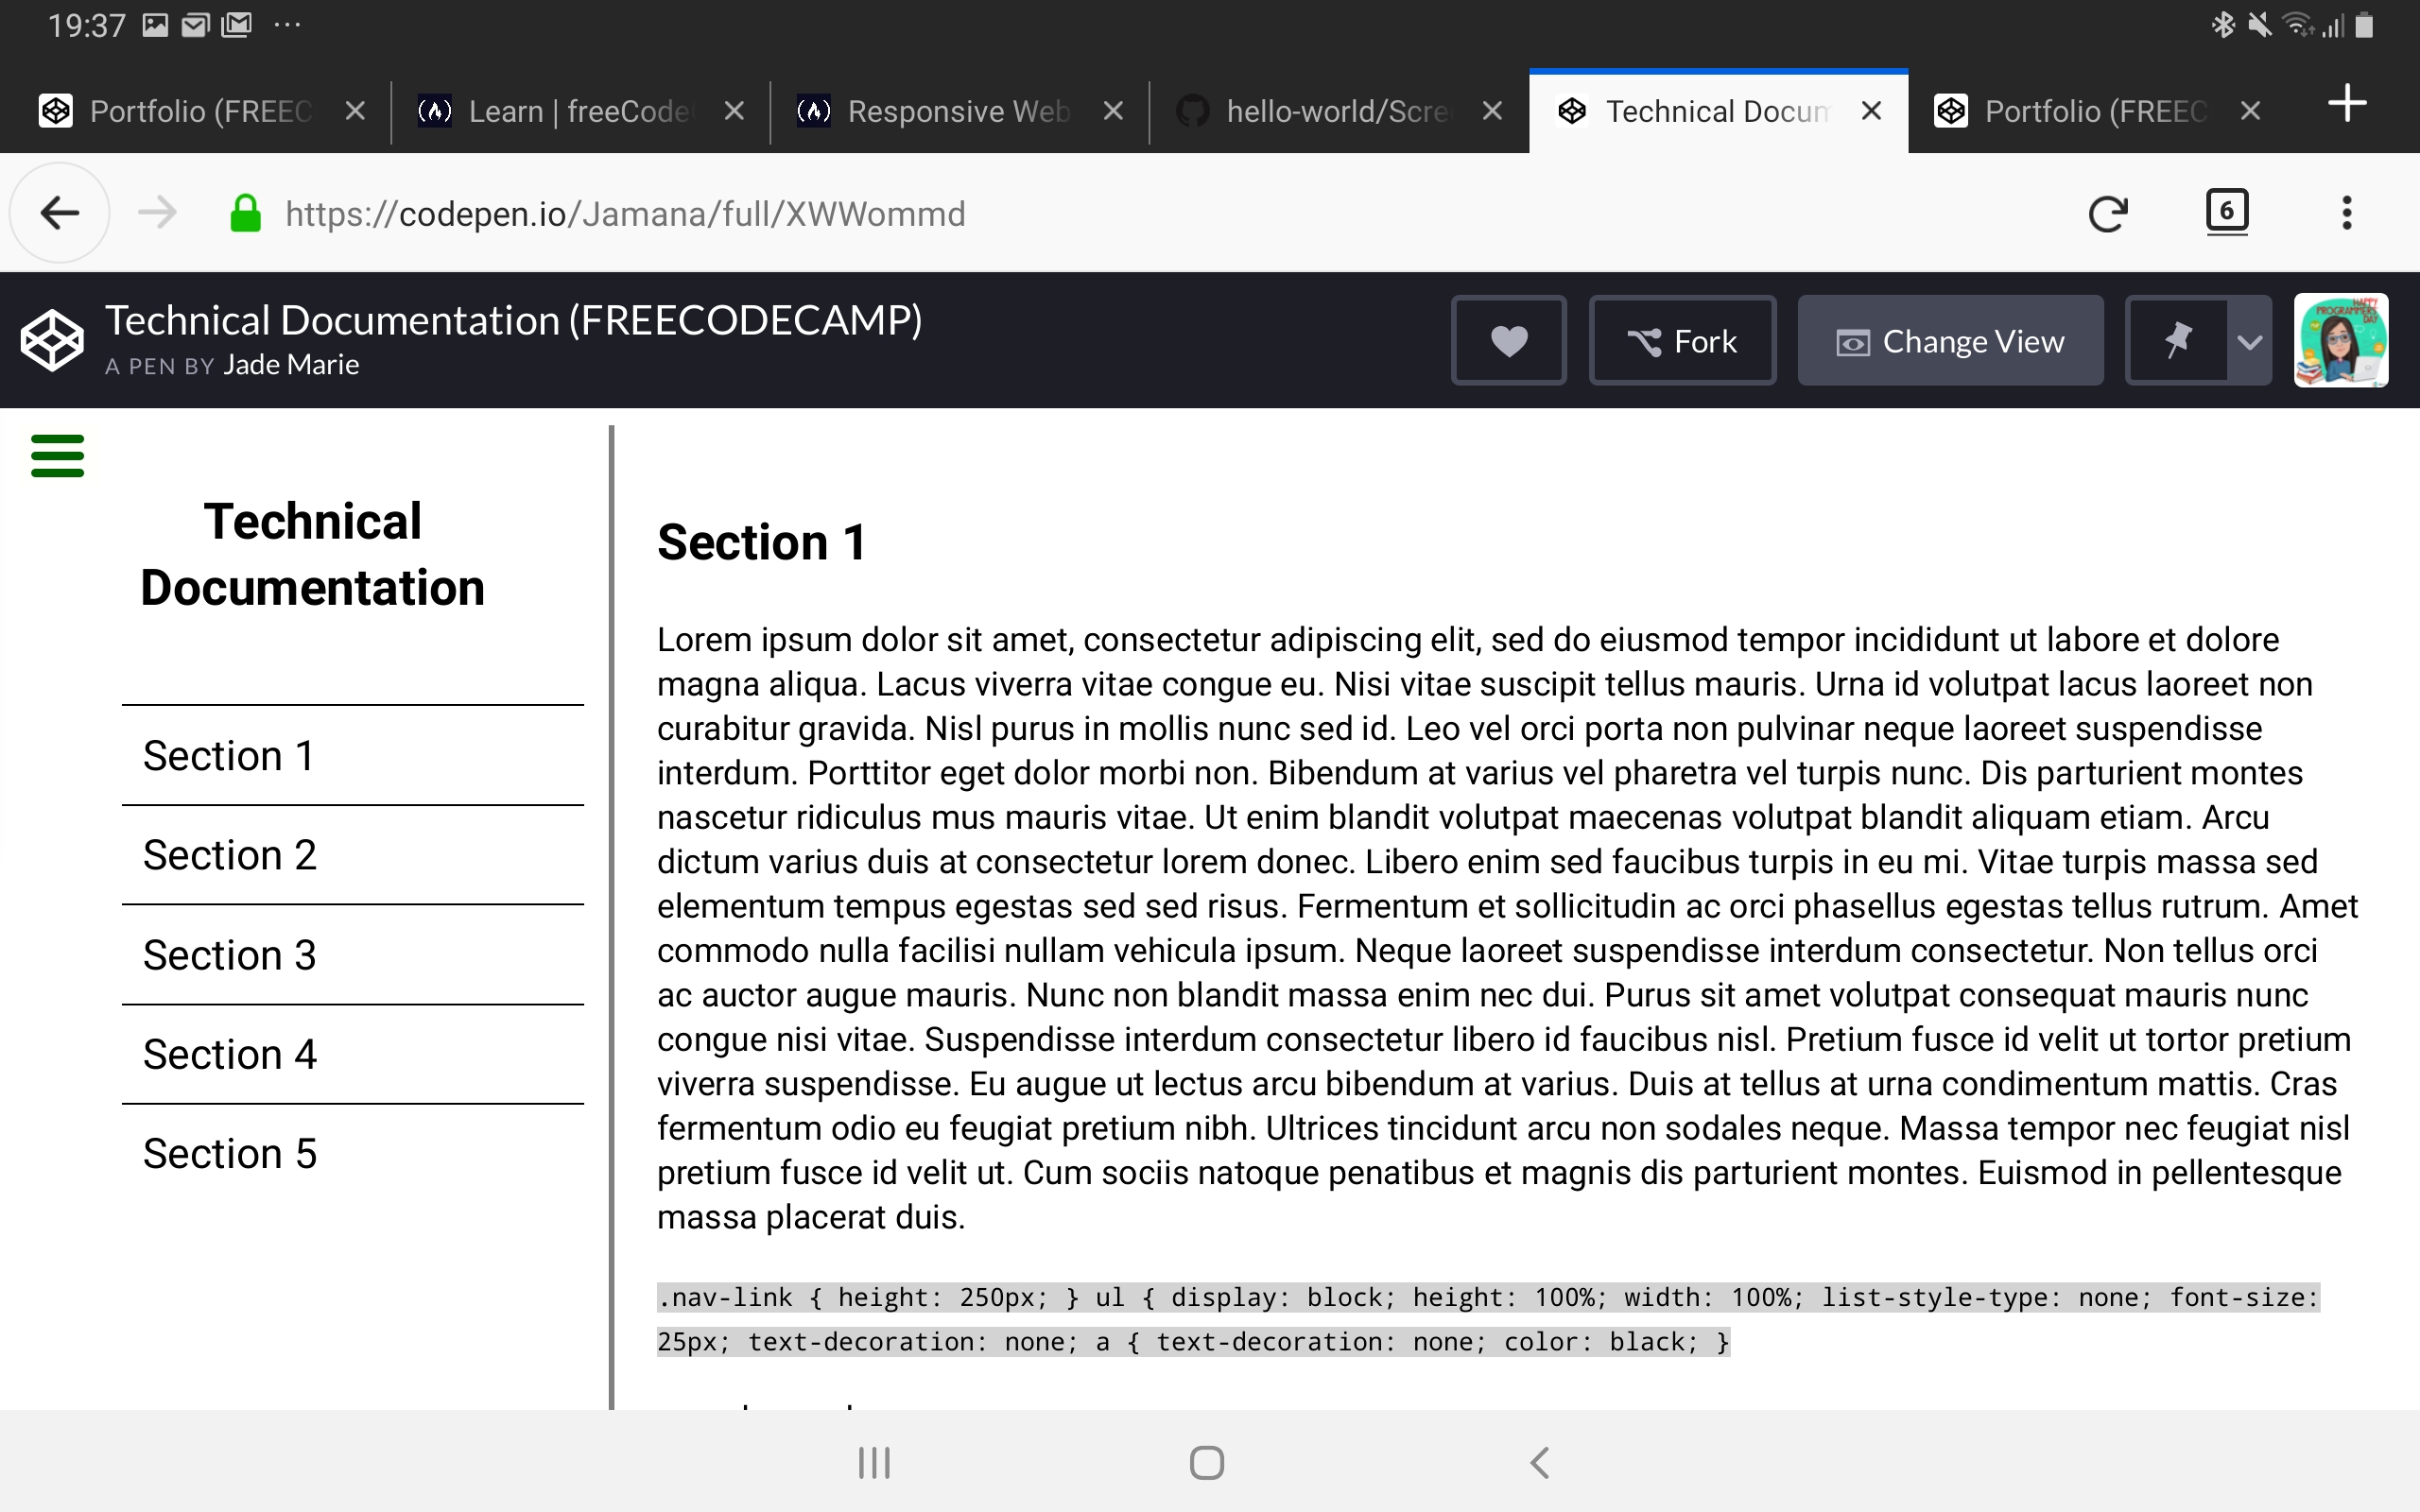 19:37
Portfolio (FREEC
Learn | freeCode
Responsive Web
hello-world/Scre
Technical Docum
Portfolio (FREEC
https://codepen.io/Jamana/full/XWWommd
6
Technical Documentation (FREECODECAMP)
A PEN BY Jade Marie
Fork
Change View
HAPPY
PROGRAMMERS
DAY
Technical
Documentation
Section 1
Section 2
Section 3
Section 4
Section 5
Section 1
Lorem ipsum dolor sit amet, consectetur adipiscing elit, sed do eiusmod tempor incididunt ut labore et dolore
magna aliqua. Lacus viverra vitae congue eu. Nisi vitae suscipit tellus mauris. Urna id volutpat lacus laoreet non
curabitur gravida. Nisl purus in mollis nunc sed id. Leo vel orci porta non pulvinar neque laoreet suspendisse
interdum. Porttitor eget dolor morbi non. Bibendum at varius vel pharetra vel turpis nunc. Dis parturient montes
nascetur ridiculus mus mauris vitae. Ut enim blandit volutpat maecenas volutpat blandit aliquam etiam. Arcu
dictum varius duis at consectetur lorem donec. Libero enim sed faucibus turpis in eu mi. Vitae turpis massa sed
elementum tempus egestas sed sed risus. Fermentum et sollicitudin ac orci phasellus egestas tellus rutrum. Amet
commodo nulla facilisi nullam vehicula ipsum. Neque laoreet suspendisse interdum consectetur. Non tellus orci
ac auctor augue mauris. Nunc non blandit massa enim nec dui. Purus sit amet volutpat consequat mauris nunc
congue nisi vitae. Suspendisse interdum consectetur libero id faucibus nisl. Pretium fusce id velit ut tortor pretium
viverra suspendisse. Eu augue ut lectus arcu bibendum at varius. Duis at tellus at urna condimentum mattis. Cras
fermentum odio eu feugiat pretium nibh. Ultrices tincidunt arcu non sodales neque. Massa tempor nec feugiat nisl
pretium fusce id velit ut. Cum sociis natoque penatibus et magnis dis parturient montes. Euismod in pellentesque
massa placerat duis.
.nav-link { height: 250px; } ul { display: block; height: 100%; width: 100%; list-style-type: none; font-size:
25px; text-decoration: none; a { text-decoration: none; color: black; }